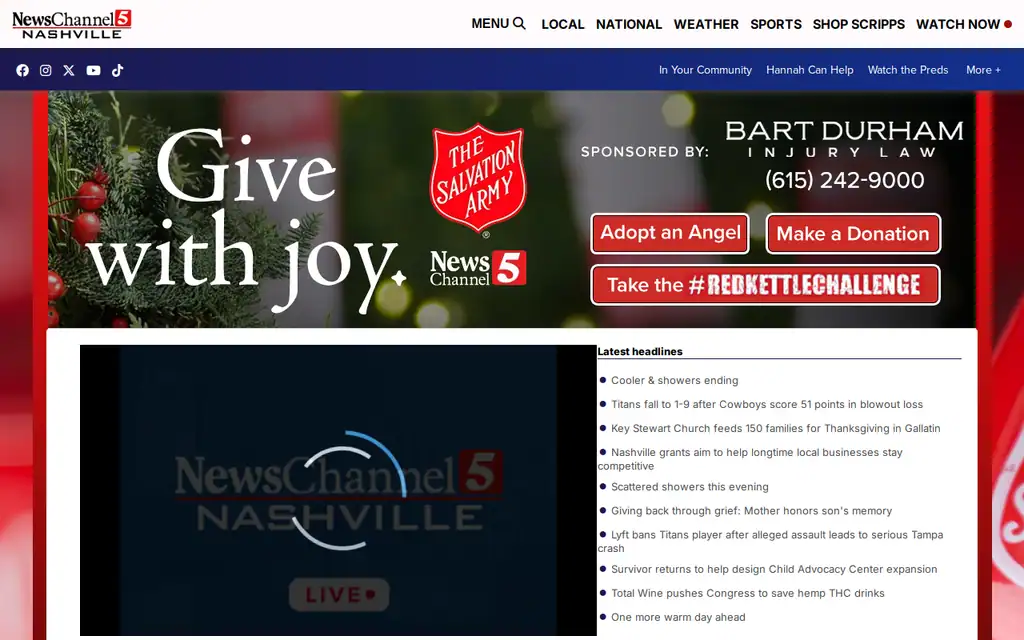 NewsChannel 5
NASHVILLE
MENU
LOCAL
NATIONAL
WEATHER
SPORTS
SHOP SCRIPPS
WATCH NOW
In Your Community
Hannah Can Help
Watch the Preds
More +
Give
with joy.
THE
SALVATION
ARMY
®
News
Channel 5
SPONSORED BY:
BART DURHAM
INJURY LAW
(615) 242-9000
Adopt an Angel
Make a Donation
Take the #REDKETTLECHALLENGE
NewsChannel 5
NASHVILLE
LIVE
Latest headlines
Cooler & showers ending
Titans fall to 1-9 after Cowboys score 51 points in blowout loss
Key Stewart Church feeds 150 families for Thanksgiving in Gallatin
Nashville grants aim to help longtime local businesses stay
competitive
Scattered showers this evening
Giving back through grief: Mother honors son's memory
Lyft bans Titans player after alleged assault leads to serious Tampa
crash
Survivor returns to help design Child Advocacy Center expansion
Total Wine pushes Congress to save hemp THC drinks
One more warm day ahead